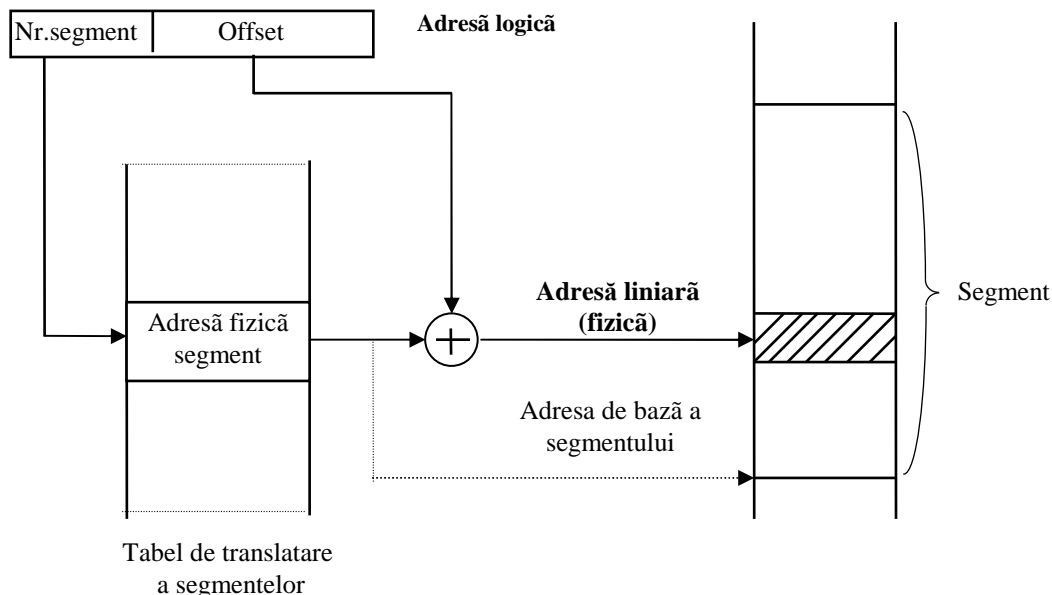 Nr.segment Offset Adresã logicã
Adresã fizicã
segment
Adresã liniarã
(fizicã)
Segment
Adresa de bazã a
segmentului
Tabel de translatare
a segmentelor